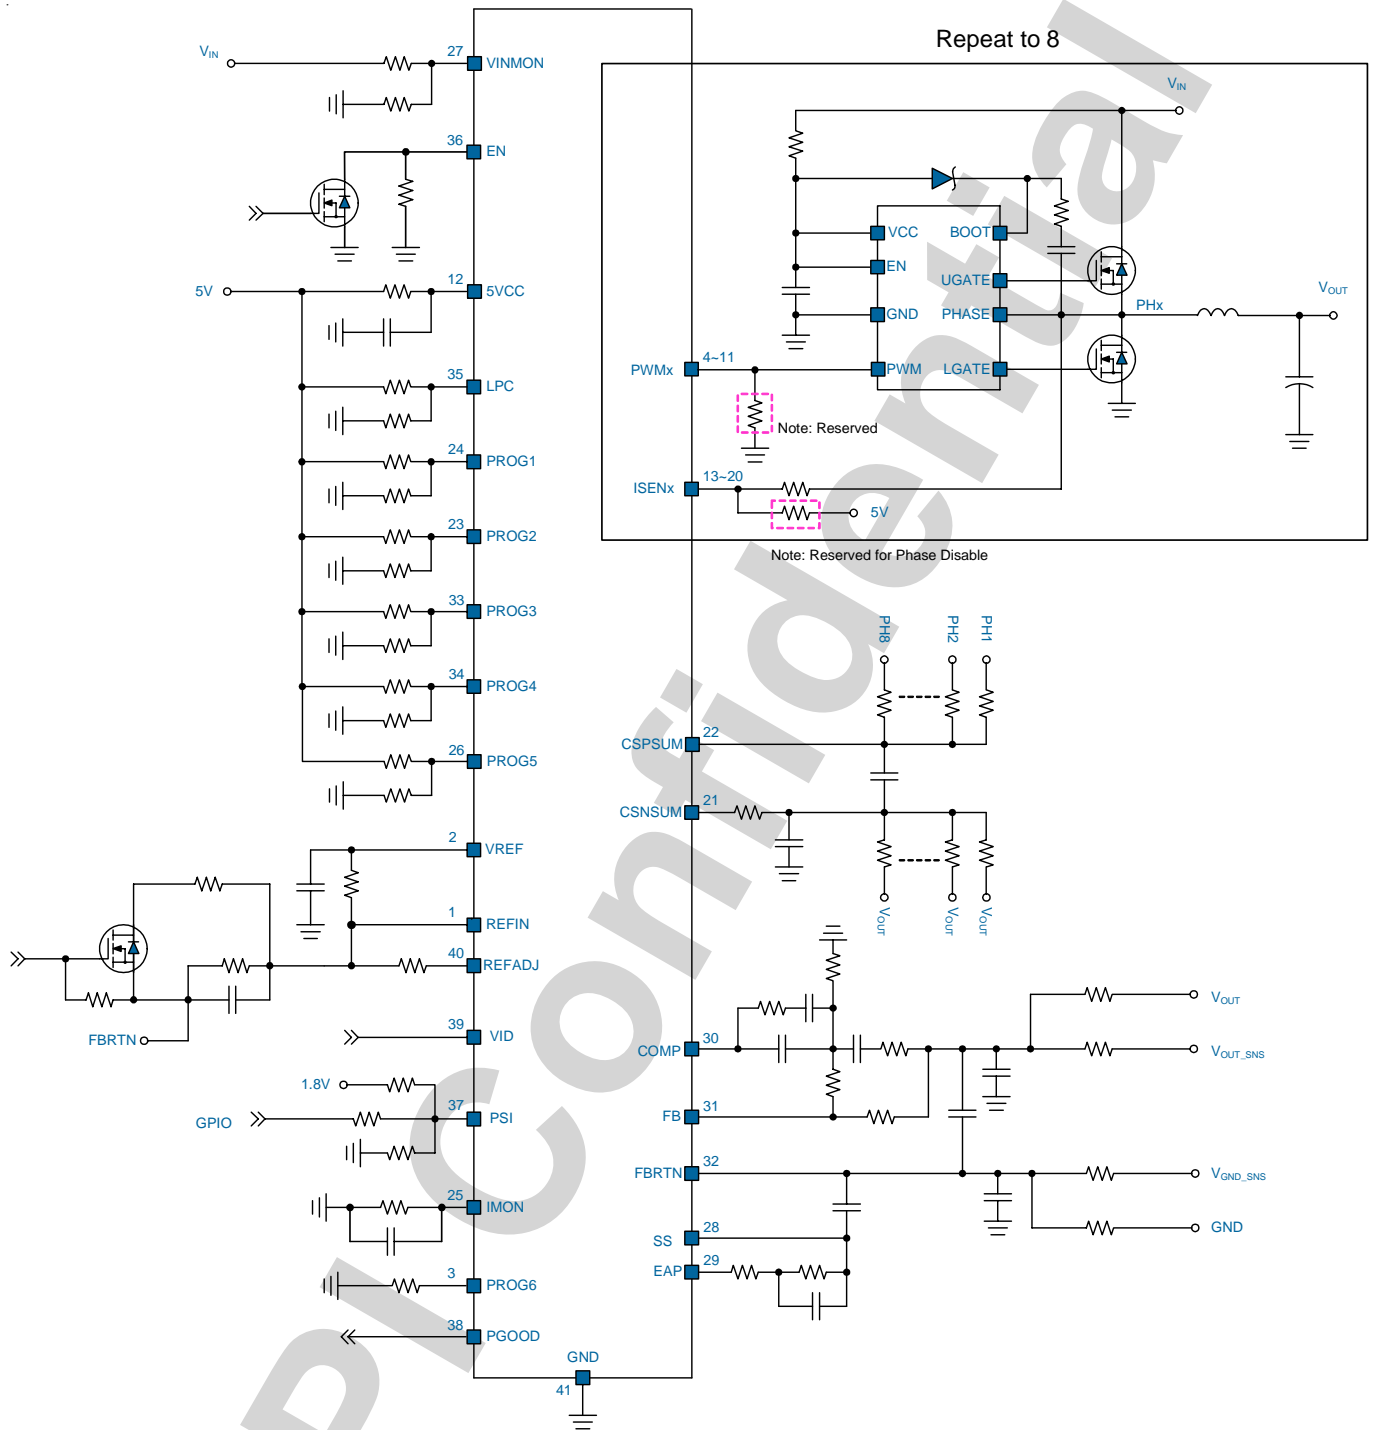 Repeat to 8
VIN
27
VINMON
36
EN
5V
12
5VCC
35
LPC
24
PROG1
23
PROG2
33
PROG3
34
PROG4
26
PROG5
2
VREF
1
REFIN
40
REFADJ
FBRTN
39
VID
1.8V
GPIO
37
PSI
25
IMON
3
PROG6
38
PGOOD
GND
41
VIN
VCC
BOOT
EN
UGATE
GND
PHASE
PHx
VOUT
PWM
LGATE
PWMx
4~11
Note: Reserved
ISENx
13~20
5V
Note: Reserved for Phase Disable
PH8
PH2
PH1
CSPSUM
22
CSNSUM
21
VOUT
VOUT
VOUT
COMP
30
VOUT
VOUT_SNS
FB
31
FBRTN
32
VGND_SNS
SS
28
GND
EAP
29
PI Confidential